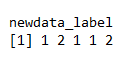 newdata_label
[1] 1 2 1 1 2